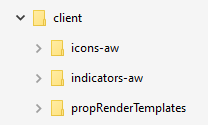 client
icons-aw
indicators-aw
propRenderTemplates